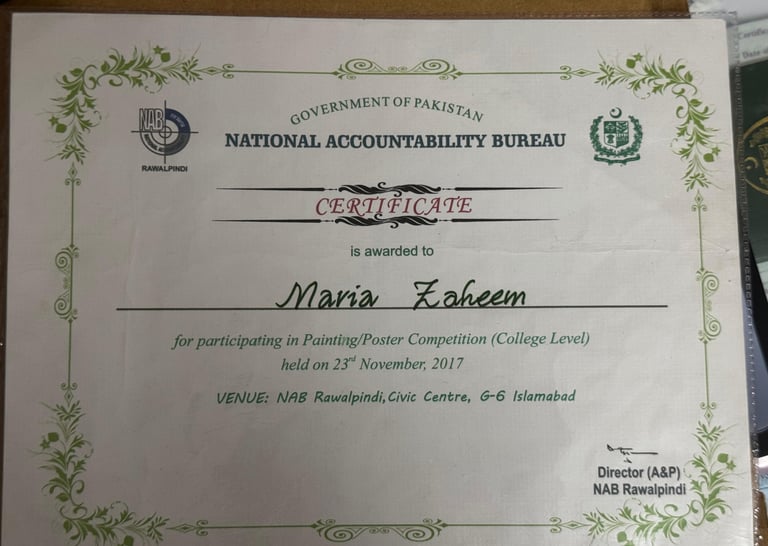 GOVERNMENT OF PAKISTAN
NATIONAL ACCOUNTABILITY BUREAU
NAB
RAWALPINDI
CERTIFICATE
is awarded to
Maria Zaheem
for participating in Painting/Poster Competition (College Level)
held on 23rd November, 2017
VENUE: NAB Rawalpindi, Civic Centre, G-6 Islamabad
Director (A&P)
NAB Rawalpindi